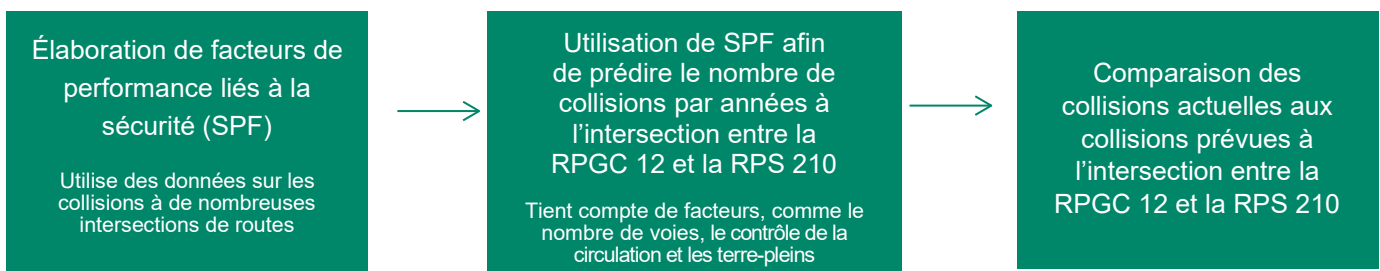 Élaboration de facteurs de
performance liés à la
sécurité (SPF)
Utilise des données sur les
collisions à de nombreuses
intersections de routes
Utilisation de SPF afin
de prédire le nombre de
collisions par années à
l'intersection entre la
RPGC 12 et la RPS 210
Tient compte de facteurs, comme le
nombre de voies, le contrôle de la
circulation et les terre-pleins
Comparaison des
collisions actuelles aux
collisions prévues à
l'intersection entre la
RPGC 12 et la RPS 210